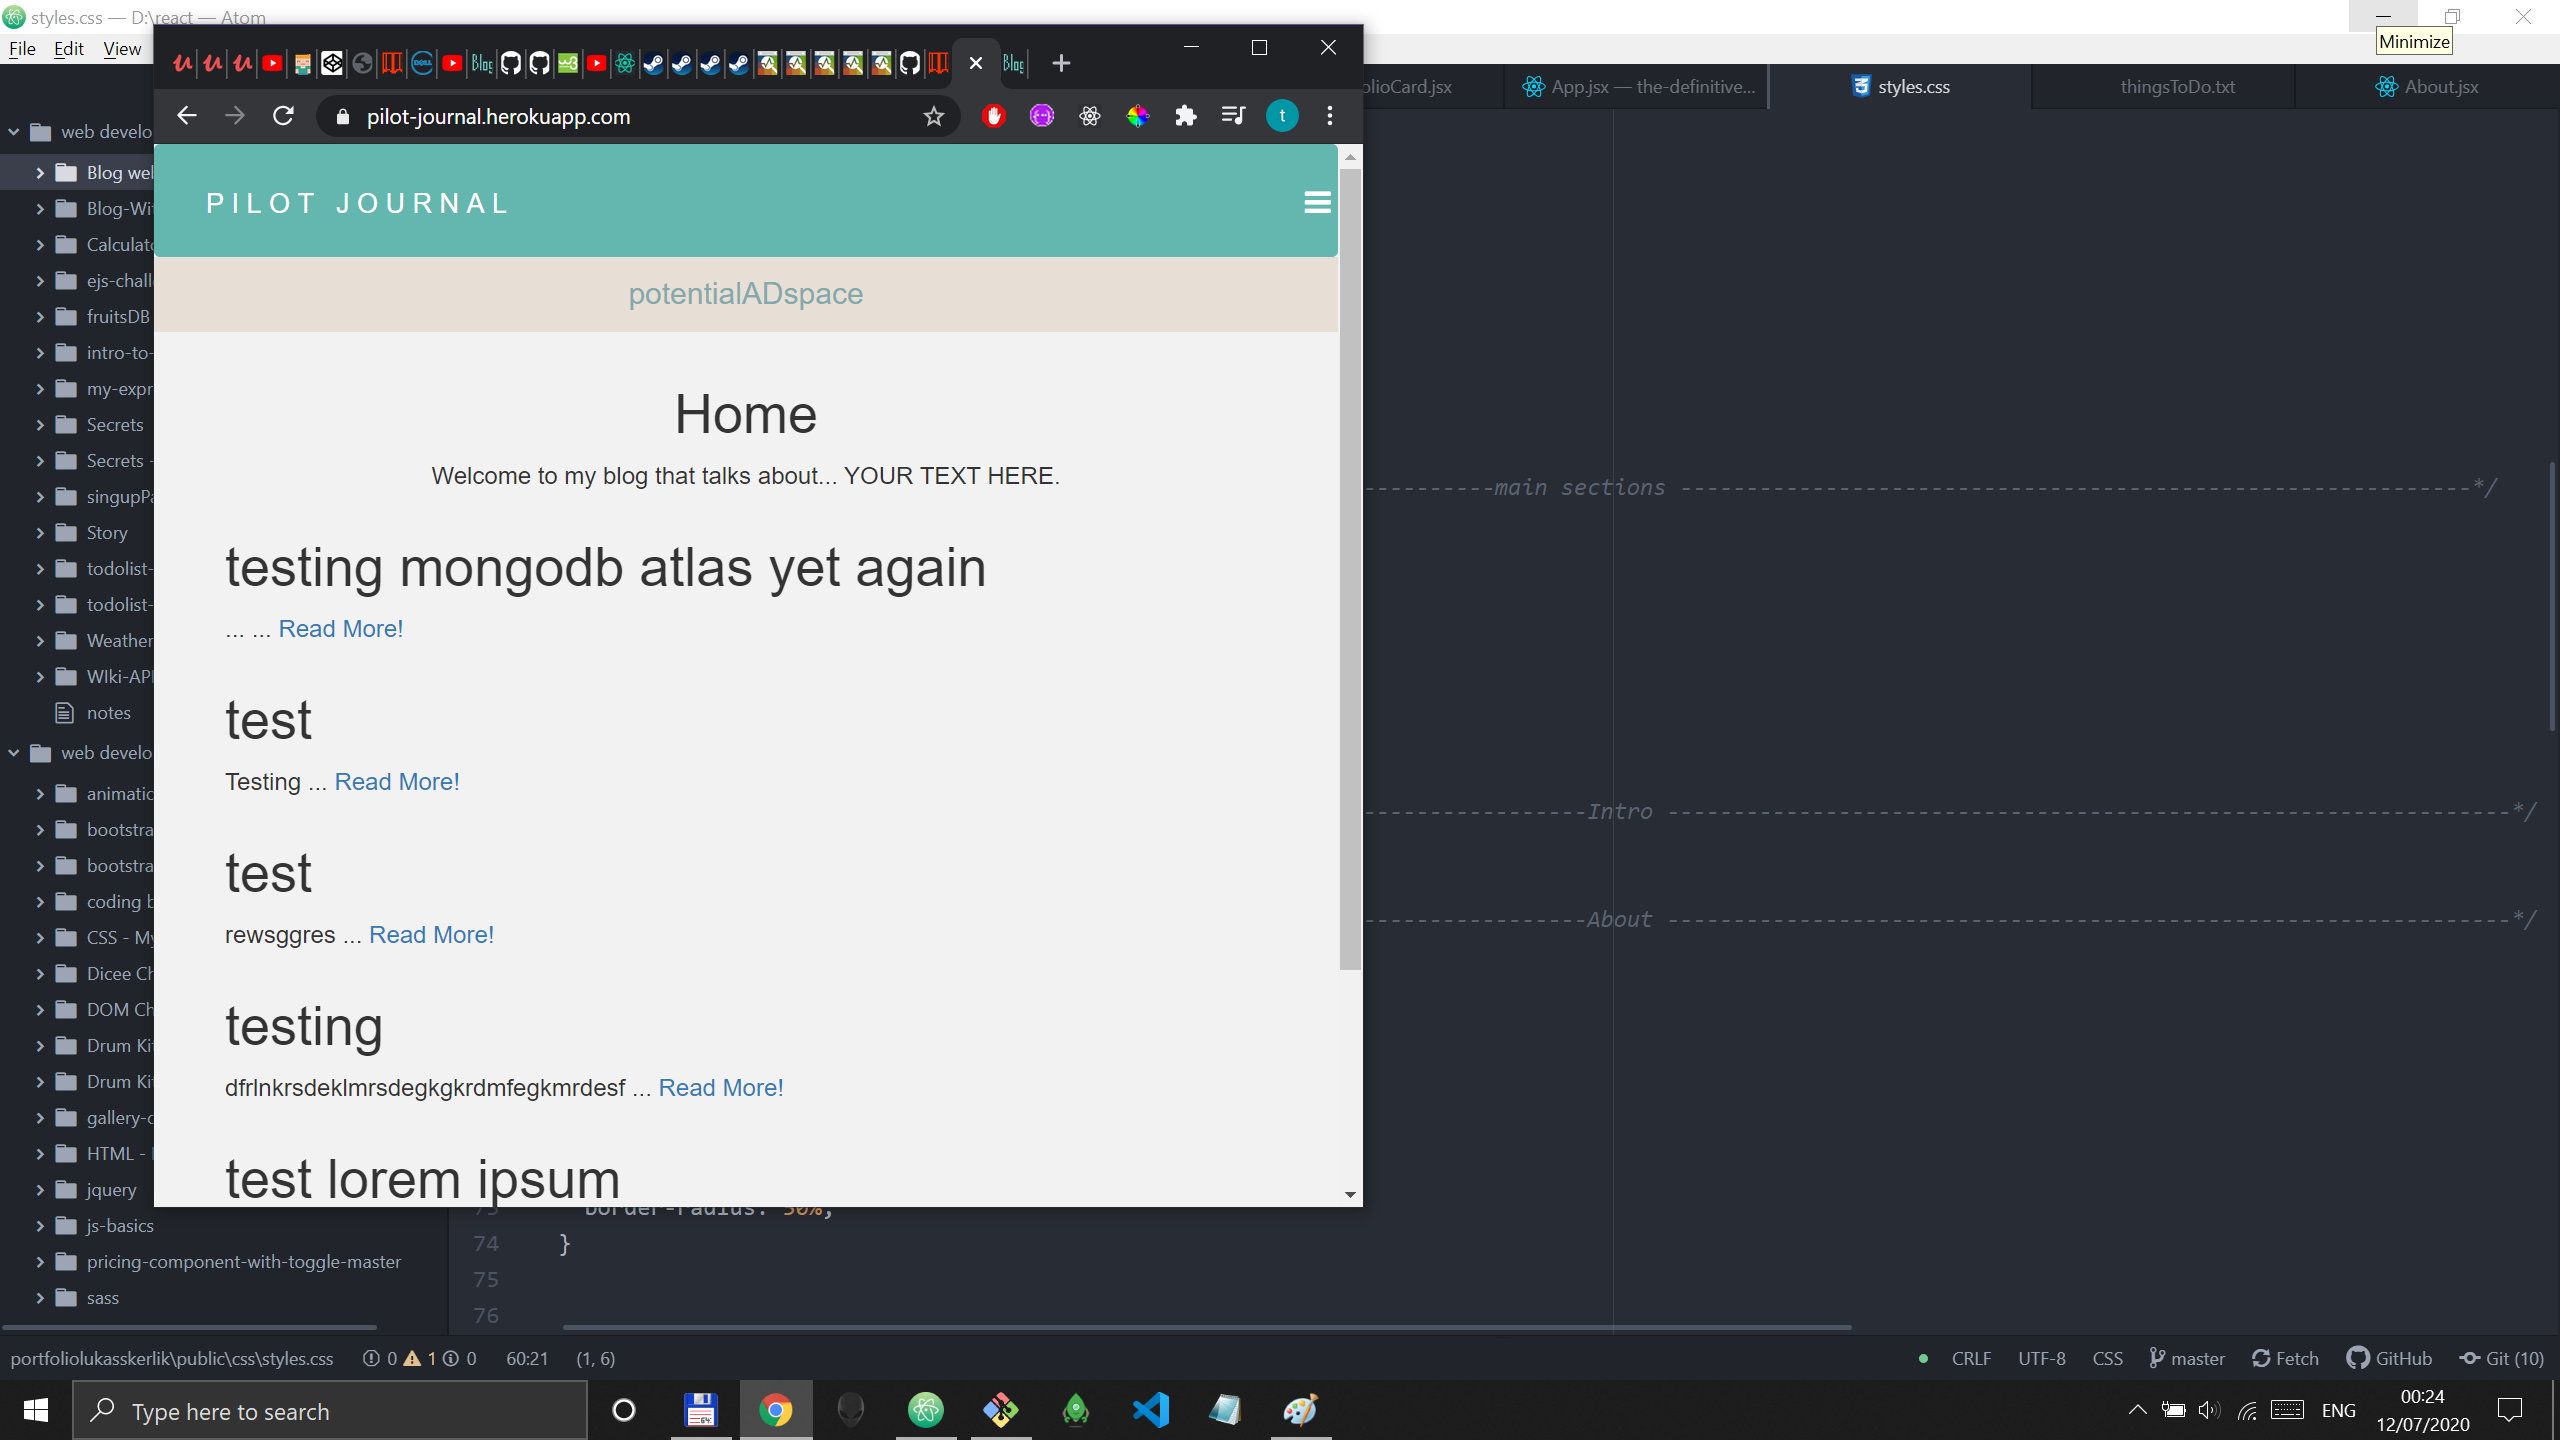 styles.css — D:\react — Atom
File Edit View
Minimize
pilot-journal.herokuapp.com
t
PILOT JOURNAL
potentialADspace
Home
Welcome to my blog that talks about... YOUR TEXT HERE.
testing mongodb atlas yet again
... ... Read More!
test
Testing ... Read More!
test
rewsggres ... Read More!
testing
dfrlnkrsdeklmrsdegkgkrdmfegkmrdesf ... Read More!
test lorem ipsum
web develo
Blog wel
Blog-Wi
Calculat
ejs-chall
fruitsDB
intro-to-
my-expr
Secrets
Secrets -
singupPa
Story
todolist-
todolist-
Weather
WIki-API
notes
web develo
animatic
bootstra
bootstra
coding b
CSS - My
Dicee Ch
DOM Ch
Drum Ki
Drum Ki
gallery-c
HTML -
jquery
js-basics
pricing-component-with-toggle-master
sass
olioCard.jsx
App.jsx — the-definitive...
styles.css
thingsToDo.txt
About.jsx
----------main sections ------------------------------------------------------------*/
-----------------Intro ----------------------------------------------------------------*/
-----------------About ----------------------------------------------------------------*/
73 border-radius: 50%;
74 }
75
76
portfoliolukasskerlik\public\css\styles.css 0 1 0 60:21 (1, 6)
CRLF UTF-8 CSS master Fetch GitHub Git (10)
Type here to search
ENG
00:24
12/07/2020